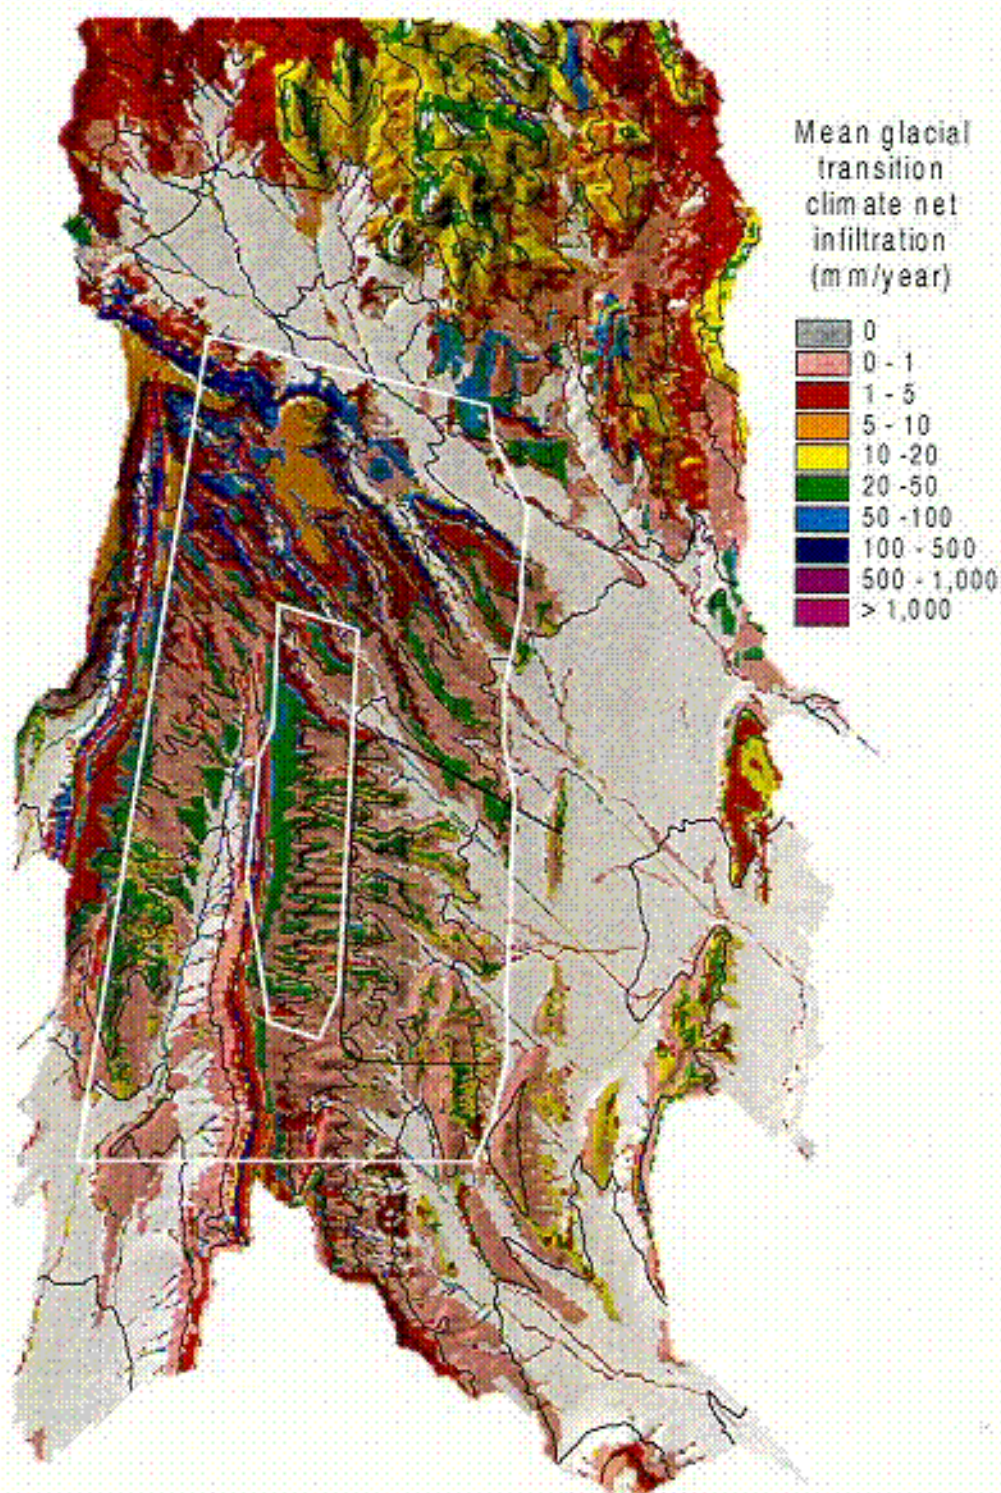 Mean glacial
transition
climate net
infiltration
(mm/year)
0
0 - 1
1 - 5
5 - 10
10 -20
20 -50
50 -100
100 - 500
500 - 1,000
> 1,000